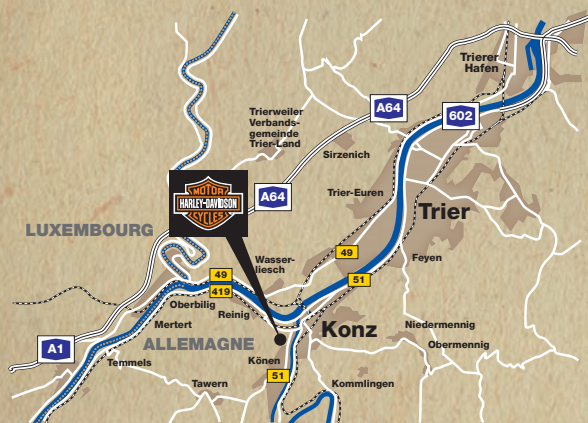 Trierer
Hafen
A64
602
Trierweiler
Verbands-
gemeinde
Trier-Land
Sirzenich
MOTOR
HARLEY-DAVIDSON
CYCLES
A64
Trier-Euren
Trier
LUXEMBOURG
49
Feyen
Wasser-
liesch
49
419
51
Oberbilig
Reinig
Mertert
Konz
Niedermennig
Obermennig
ALLEMAGNE
A1
Temmels
Könen
51
Tawern
Kommlingen